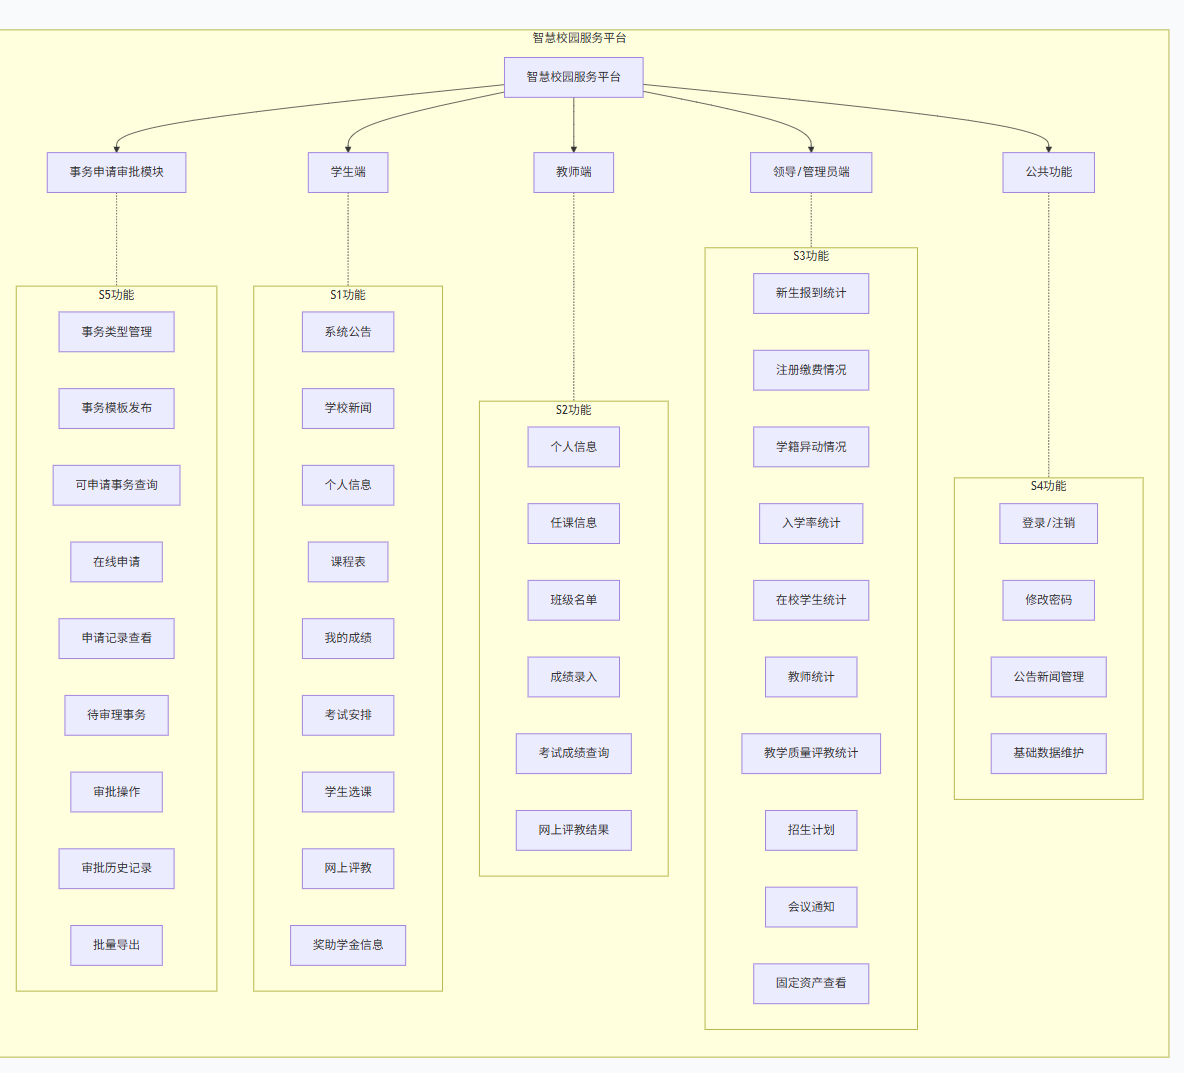 智慧校园服务平台
智慧校园服务平台
事务申请审批模块
学生端
教师端
领导/管理员端
公共功能
S5功能
事务类型管理
事务模板发布
可申请事务查询
在线申请
申请记录查看
待审理事务
审批操作
审批历史记录
批量导出
S1功能
系统公告
学校新闻
个人信息
课程表
我的成绩
考试安排
学生选课
网上评教
奖助学金信息
S2功能
个人信息
任课信息
班级名单
成绩录入
考试成绩查询
网上评教结果
S3功能
新生报到统计
注册缴费情况
学籍异动情况
入学率统计
在校学生统计
教师统计
教学质量评教统计
招生计划
会议通知
固定资产查看
S4功能
登录/注销
修改密码
公告新闻管理
基础数据维护